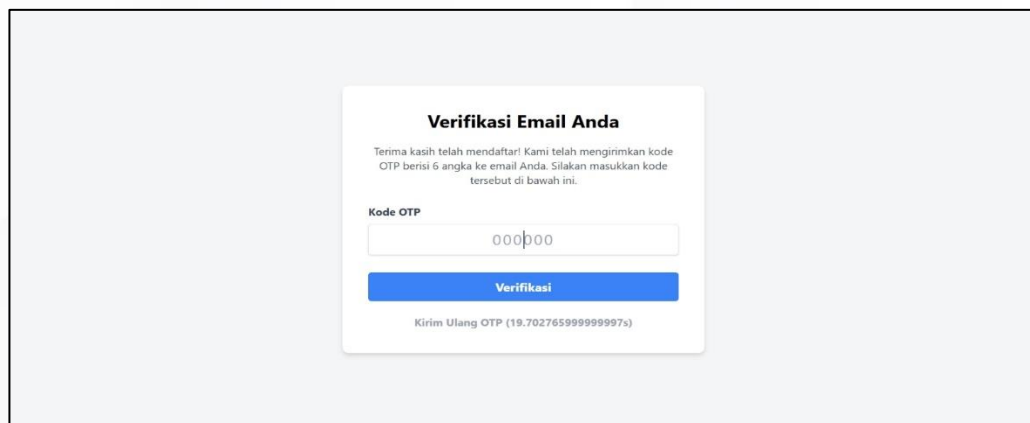 Verifikasi Email Anda
Terima kasih telah mendaftar! Kami telah mengirimkan kode
OTP berisi 6 angka ke email Anda. Silakan masukkan kode
tersebut di bawah ini.
Kode OTP
000000
Verifikasi
Kirim Ulang OTP (19.702765999999997s)